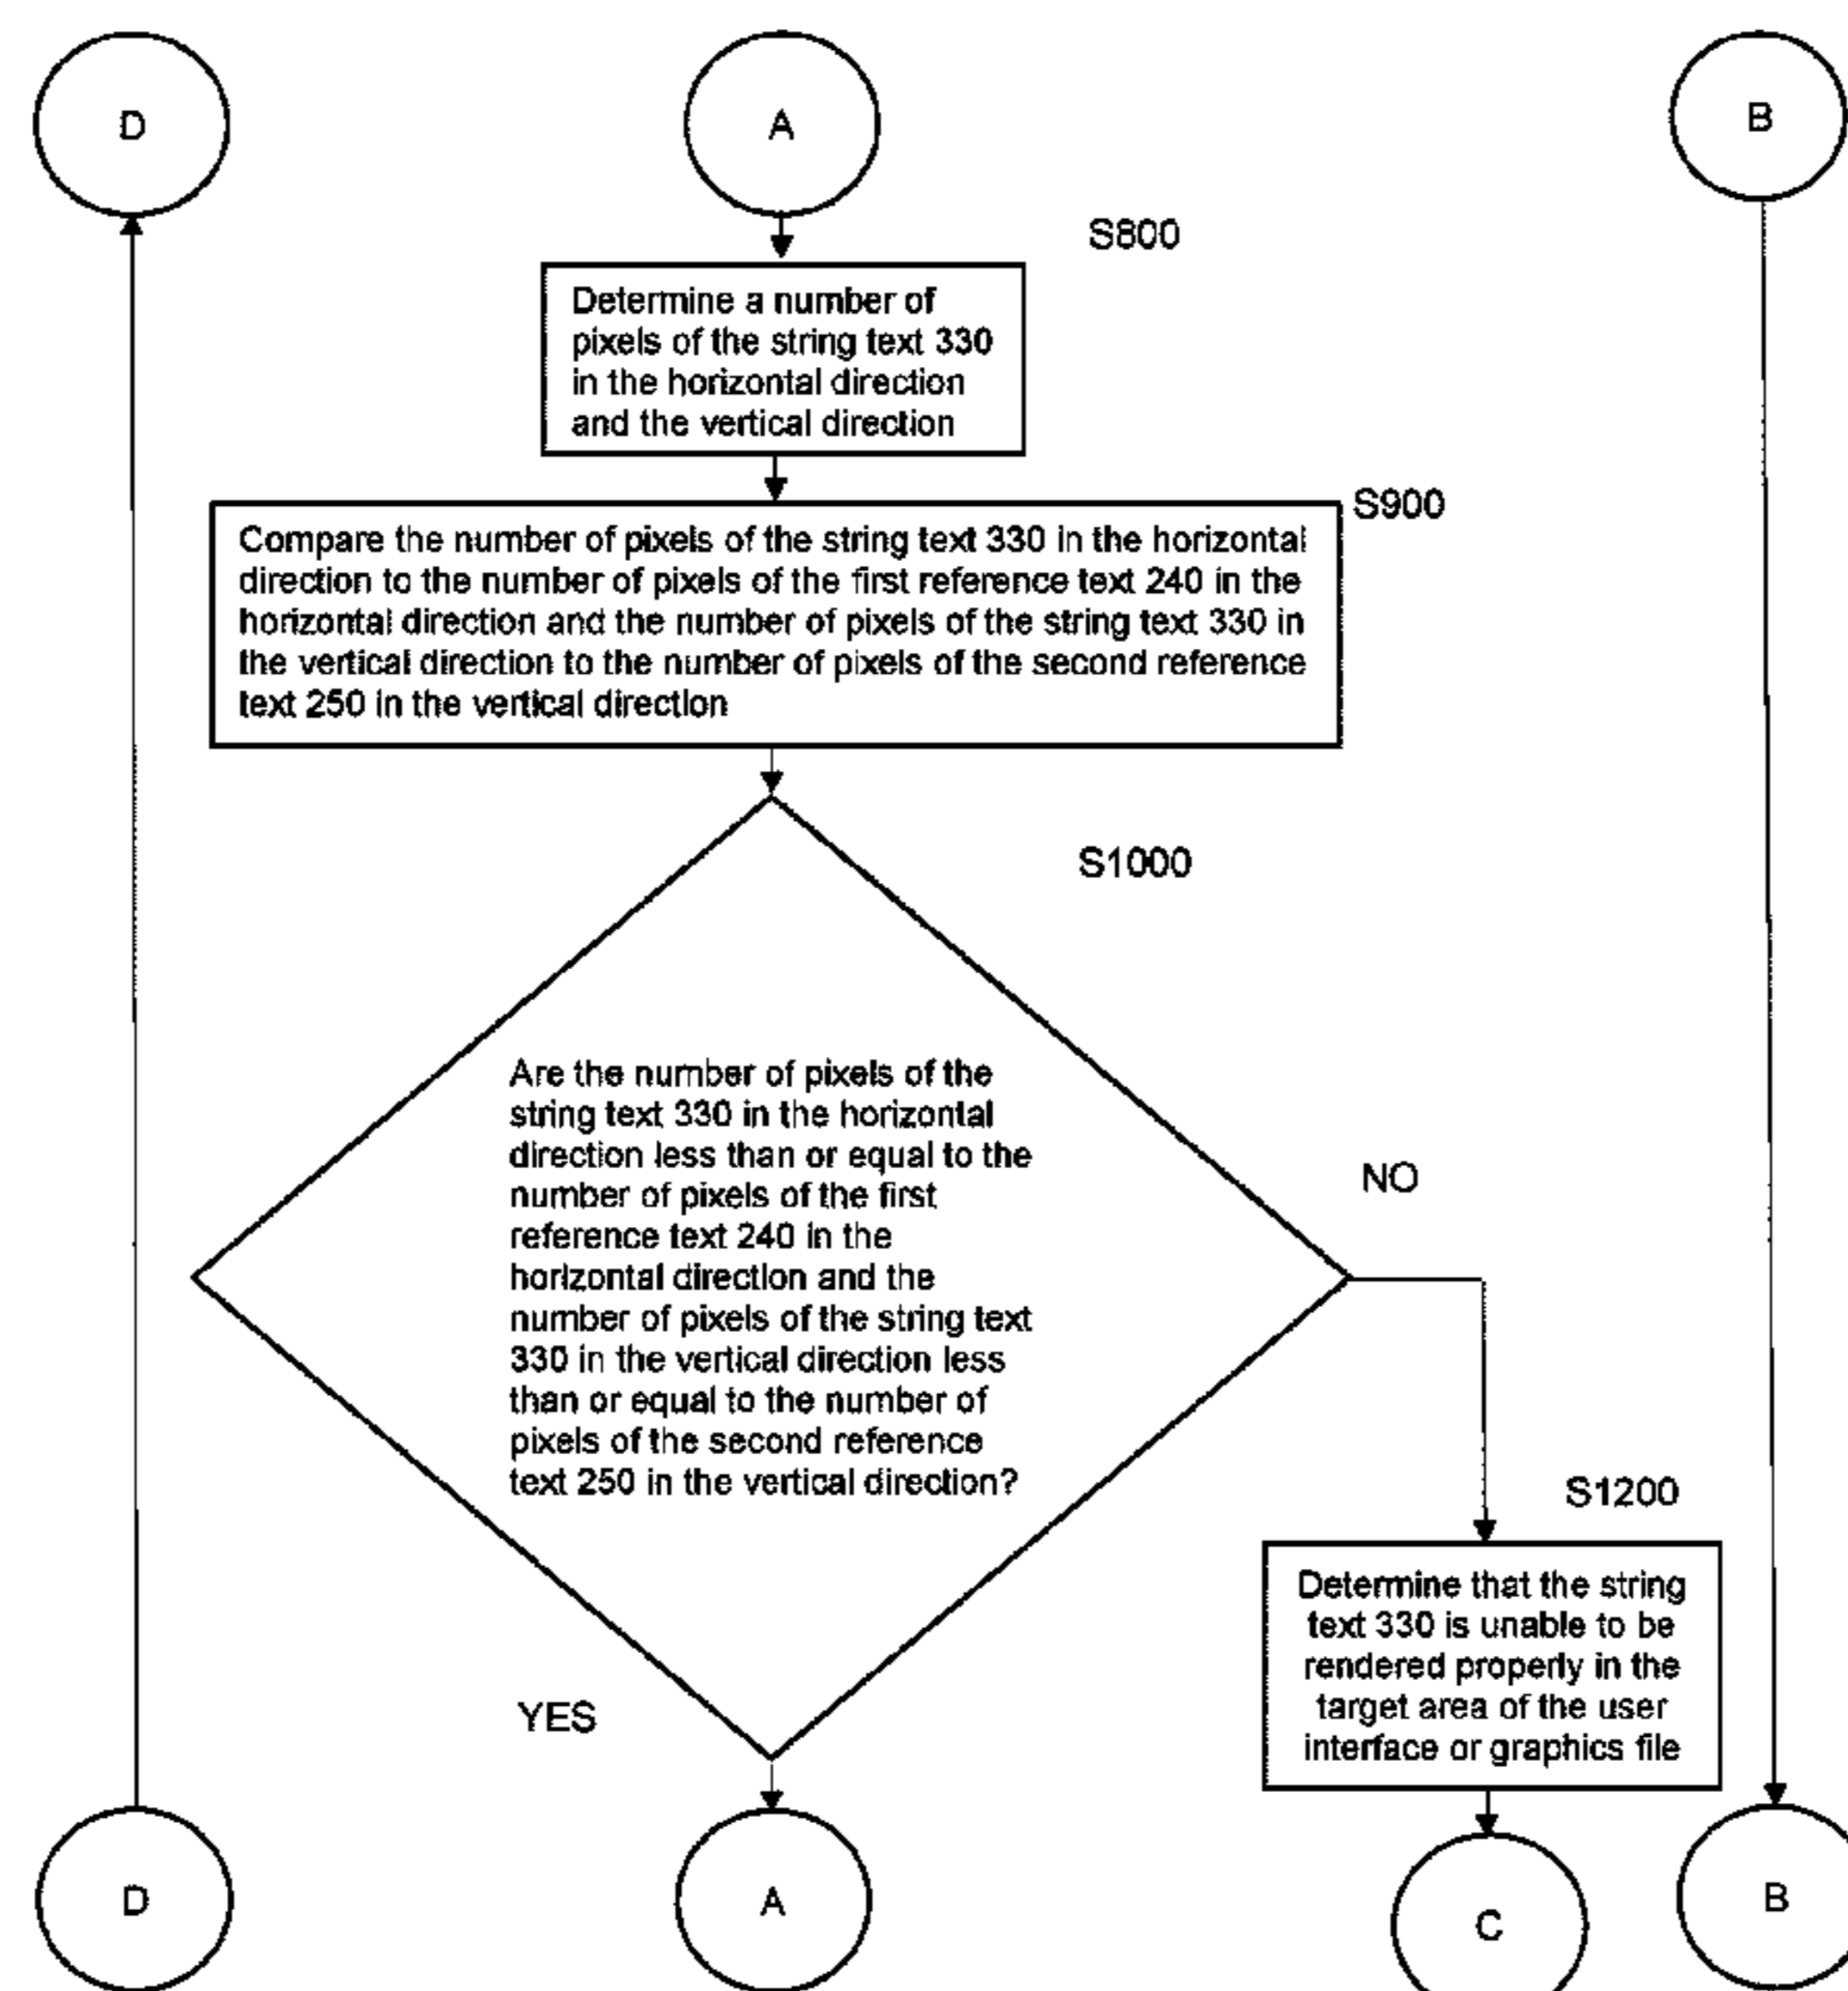 D
A
B
S800
Determine a number of
pixels of the string text 330
in the horizontal direction
and the vertical direction
S900
Compare the number of pixels of the string text 330 in the horizontal
direction to the number of pixels of the first reference text 240 in the
horizontal direction and the number of pixels of the string text 330 in
the vertical direction to the number of pixels of the second reference
text 250 in the vertical direction
S1000
Are the number of pixels of the
string text 330 in the horizontal
direction less than or equal to the
number of pixels of the first
reference text 240 in the
horizontal direction and the
number of pixels of the string text
330 in the vertical direction less
than or equal to the number of
pixels of the second reference
text 250 in the vertical direction?
NO
S1200
Determine that the string
text 330 is unable to be
rendered properly in the
target area of the user
interface or graphics file
YES
D
A
C
B